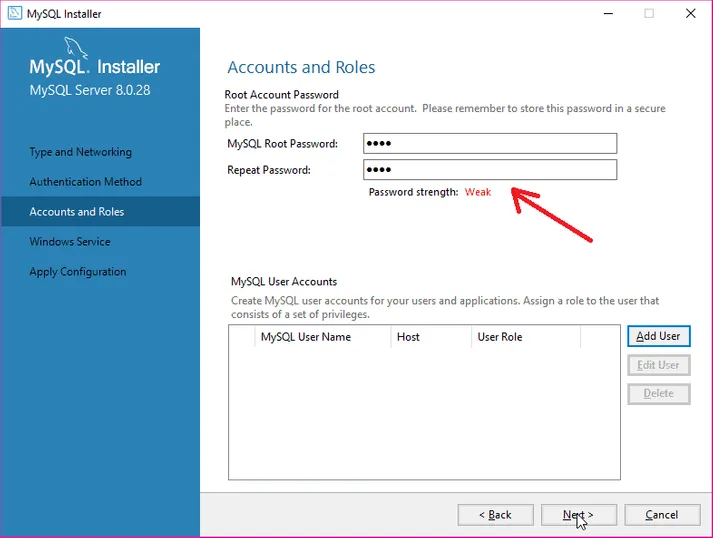 MySQL Installer
MySQL® Installer
MySQL Server 8.0.28
Type and Networking
Authentication Method
Accounts and Roles
Windows Service
Apply Configuration
Accounts and Roles
Root Account Password
Enter the password for the root account. Please remember to store this password in a secure
place.
MySQL Root Password: ●●●●
Repeat Password: ●●●●
Password strength: Weak
MySQL User Accounts
Create MySQL user accounts for your users and applications. Assign a role to the user that
consists of a set of privileges.
MySQL User Name Host User Role
Add User
Edit User
Delete
< Back Next > Cancel